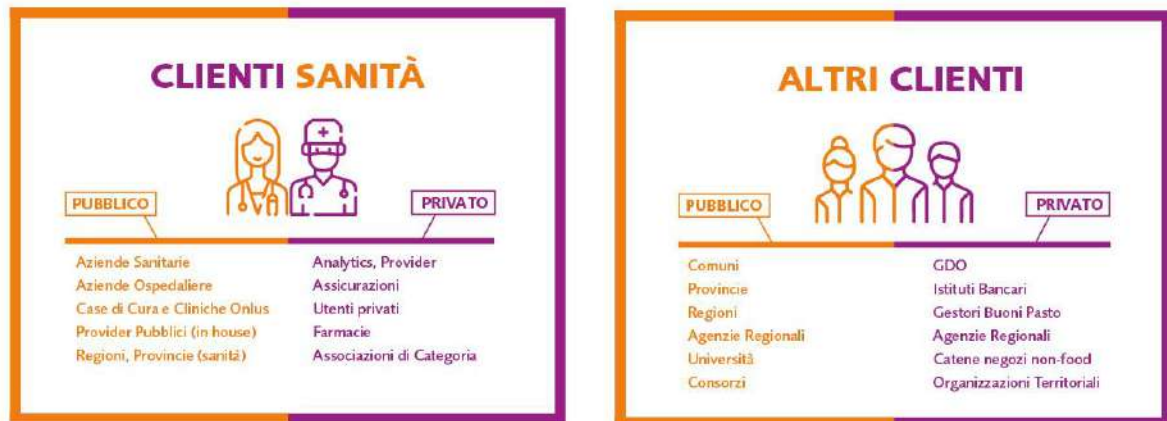 CLIENTI SANITÀ
PUBBLICO
PRIVATO
Aziende Sanitarie
Aziende Ospedaliere
Case di Cura e Cliniche Onlus
Provider Pubblici (in house)
Regioni, Provincie (sanità)
Analytics, Provider
Assicurazioni
Utenti privati
Farmacie
Associazioni di Categoria
ALTRI CLIENTI
PUBBLICO
PRIVATO
Comuni
Provincie
Regioni
Agenzie Regionali
Università
Consorzi
GDO
Istituti Bancari
Gestori Buoni Pasto
Agenzie Regionali
Catene negozi non-food
Organizzazioni Territoriali